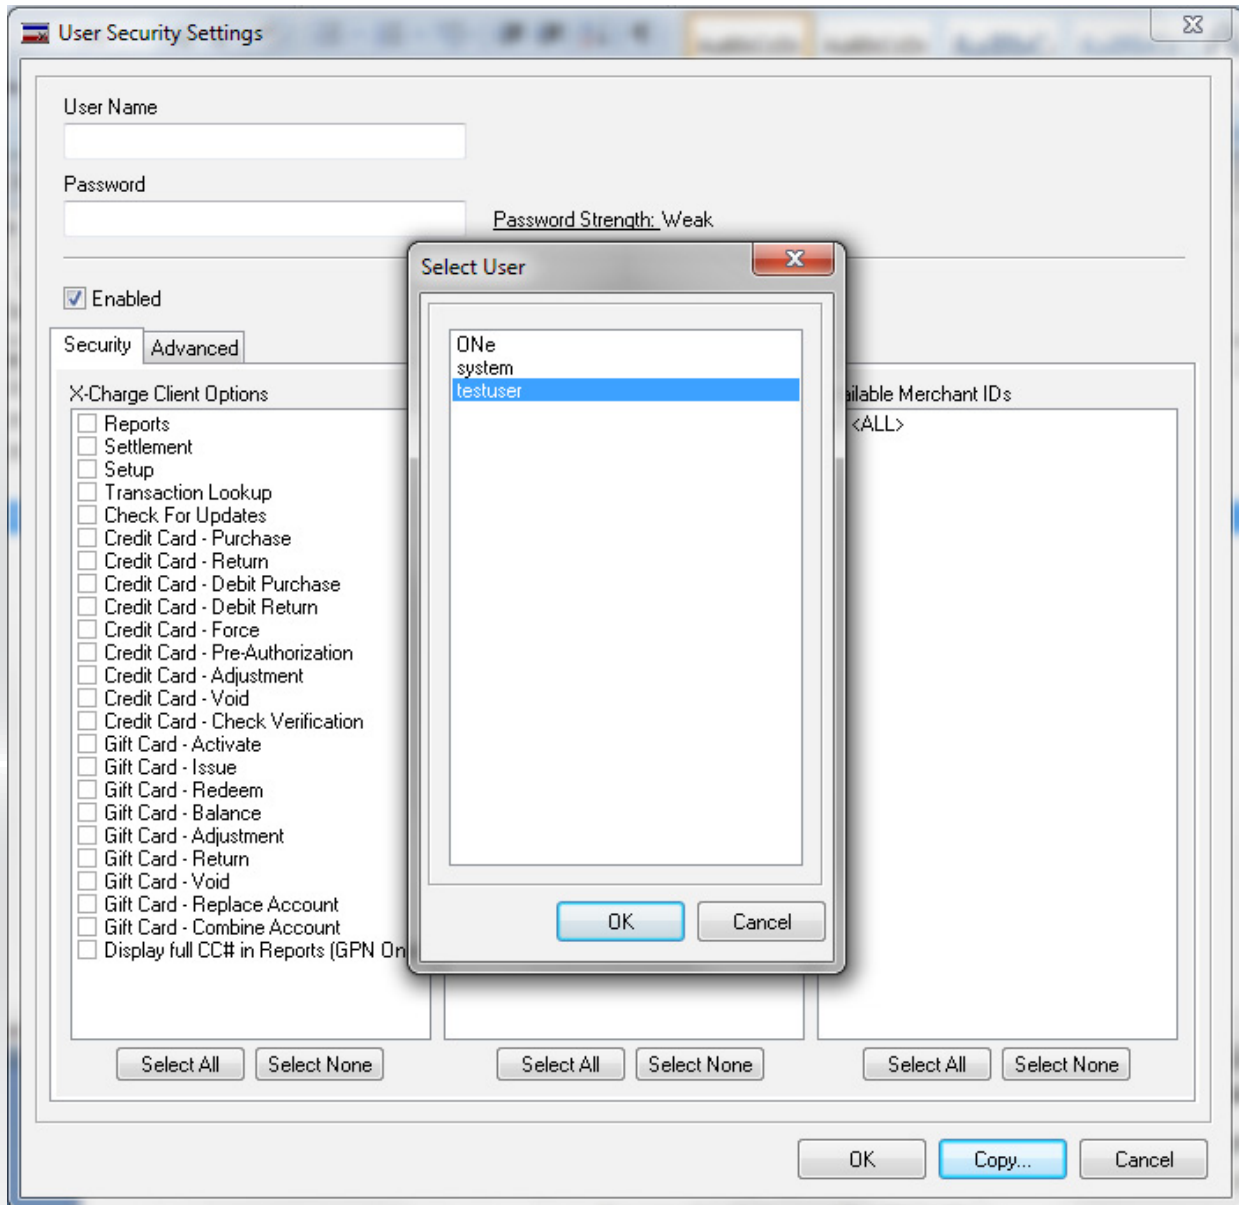 User Security Settings
User Name
Password
Password Strength: Weak
Select User
Enabled
Security
Advanced
ONe
system
testuser
X-Charge Client Options
Reports
Settlement
Setup
Transaction Lookup
Check For Updates
Credit Card - Purchase
Credit Card - Return
Credit Card - Debit Purchase
Credit Card - Debit Return
Credit Card - Force
Credit Card - Pre-Authorization
Credit Card - Adjustment
Credit Card - Void
Credit Card - Check Verification
Gift Card - Activate
Gift Card - Issue
Gift Card - Redeem
Gift Card - Balance
Gift Card - Adjustment
Gift Card - Return
Gift Card - Void
Gift Card - Replace Account
Gift Card - Combine Account
Display full CC# in Reports (GPN On
ailable Merchant IDs
<ALL>
OK
Cancel
Select All
Select None
Select All
Select None
Select All
Select None
OK
Copy...
Cancel